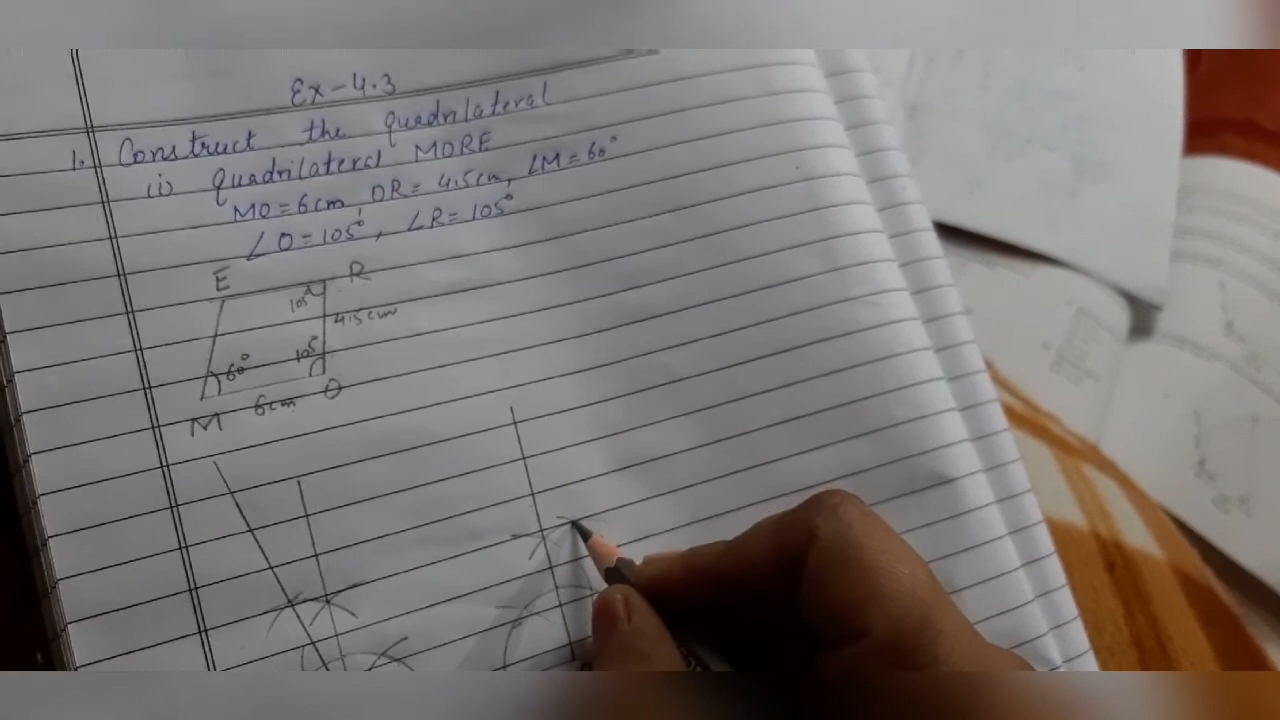 Ex-4.3
1. Construct the quadrilateral
(i) quadrilateral MORE
MO=6cm, OR=4.5cm, ∠M=60°
∠O=105°, ∠R=105°
E R
105°
4.5cm
60° 105
M 6cm O